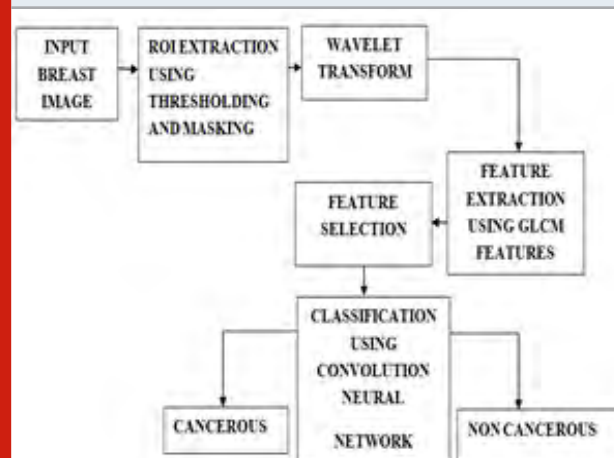 INPUT
BREAST
IMAGE
ROI EXTRACTION
USING
THRESHOLDING
AND MASKING
WAVELET
TRANSFORM
FEATURE
EXTRACTION
USING GLCM
FEATURES
FEATURE
SELECTION
CLASSIFICATION
USING
CONVOLUTION
NEURAL
NETWORK
CANCEROUS
NON CANCEROUS